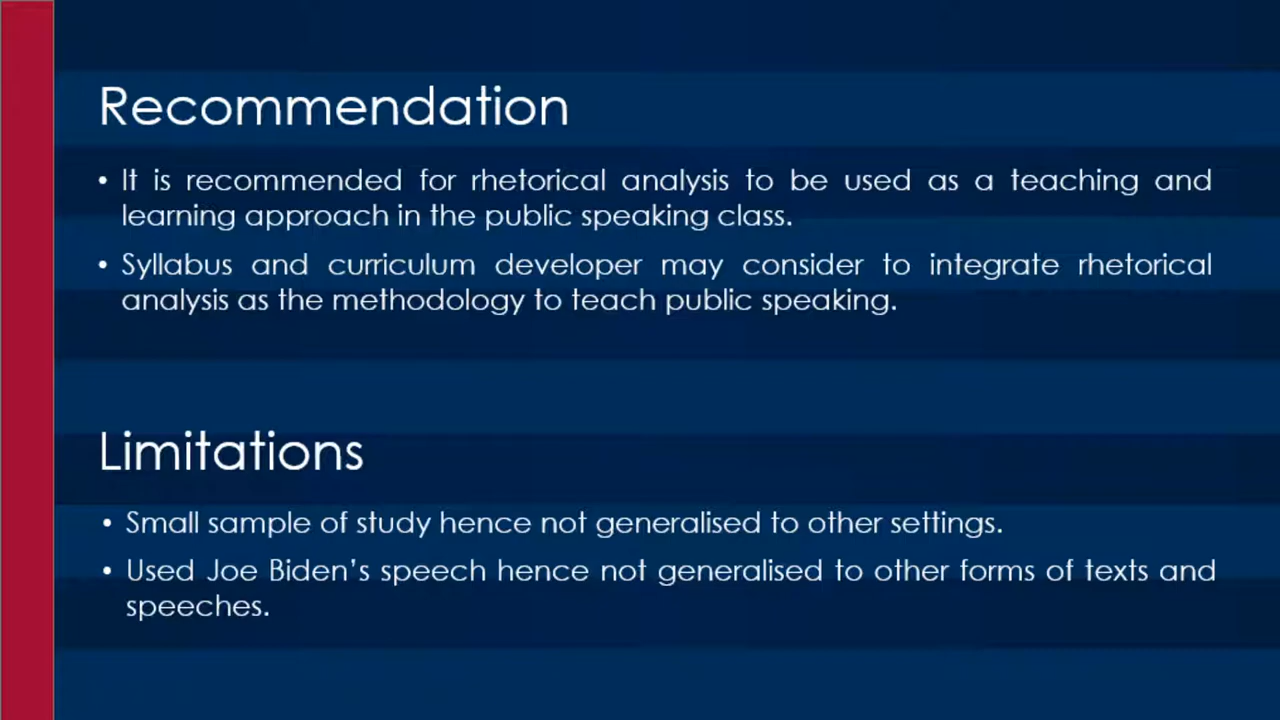 Recommendation
• It is recommended for rhetorical analysis to be used as a teaching and
learning approach in the public speaking class.
• Syllabus and curriculum developer may consider to integrate rhetorical
analysis as the methodology to teach public speaking.
Limitations
• Small sample of study hence not generalised to other settings.
• Used Joe Biden’s speech hence not generalised to other forms of texts and
speeches.